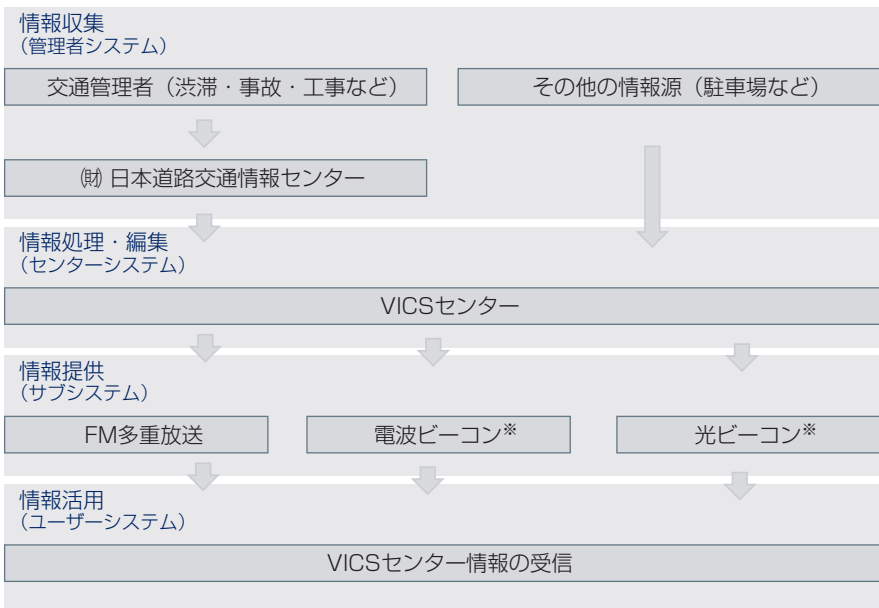 情報収集
（管理者システム）
交通管理者（渋滞・事故・工事など）
その他の情報源（駐車場など）
㈶ 日本道路交通情報センター
情報処理・編集
（センターシステム）
VICSセンター
情報提供
（サブシステム）
FM多重放送
電波ビーコン※
光ビーコン※
情報活用
（ユーザーシステム）
VICSセンター情報の受信